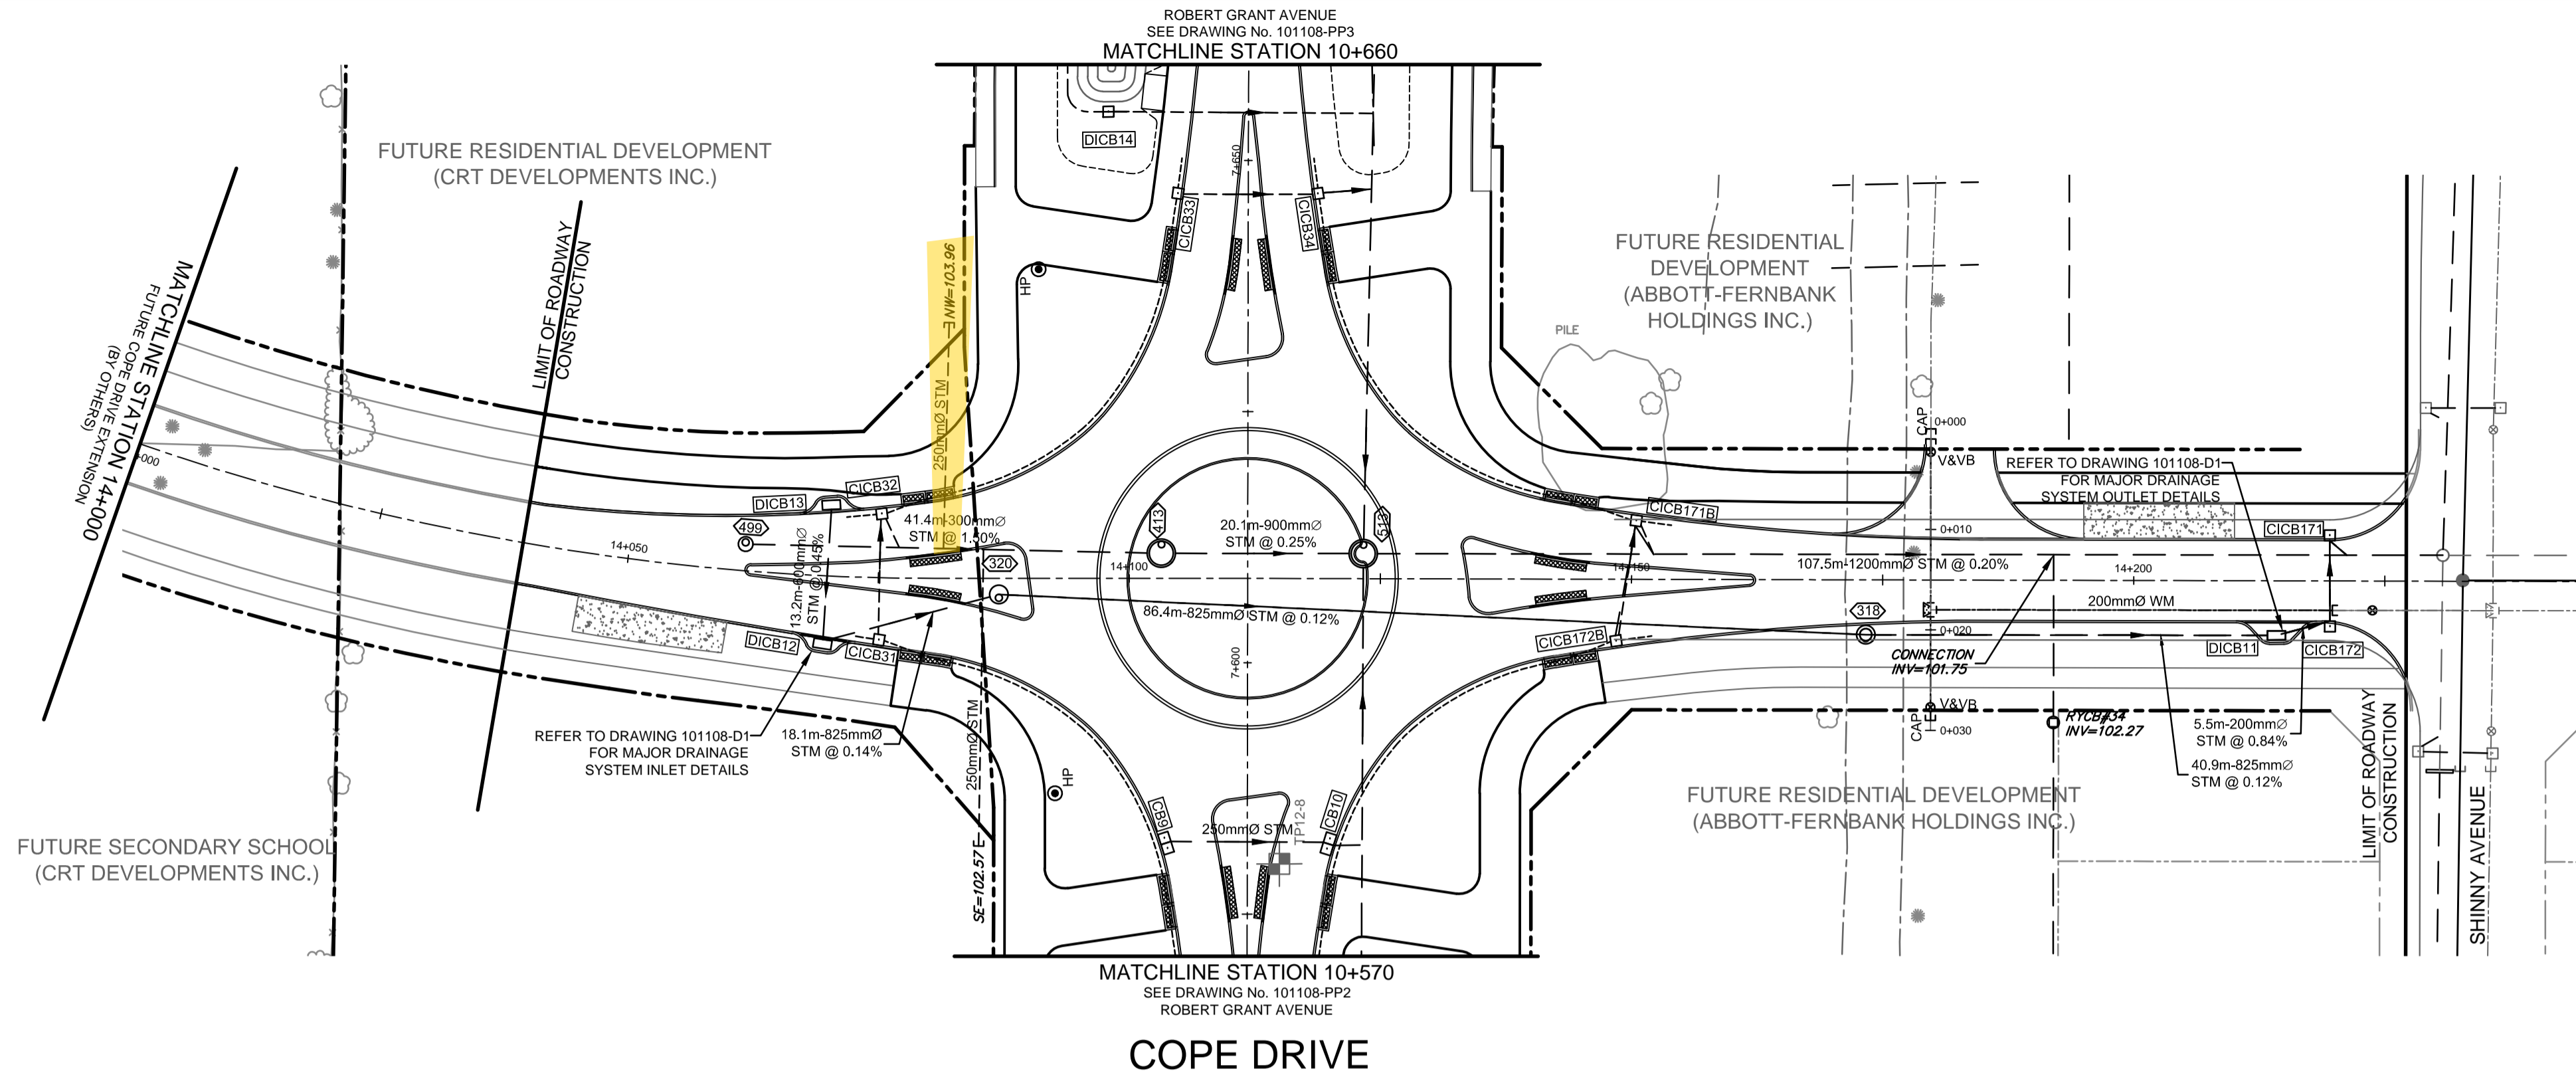 ROBERT GRANT AVENUE
SEE DRAWING No. 101108-PP3
MATCHLINE STATION 10+660
DICB14
7+650
FUTURE RESIDENTIAL DEVELOPMENT
(CRT DEVELOPMENTS INC.)
LIMIT OF ROADWAY
CONSTRUCTION
MATCHLINE STATION 14+000
FUTURE COPE DRIVE EXTENSION
(BY OTHERS)
+000
NW=103.96
250mmØ STM
HP
CICB33
CICB34
FUTURE RESIDENTIAL
DEVELOPMENT
(ABBOTT-FERNBANK
HOLDINGS INC.)
PILE
CAP
0+000
V&VB
REFER TO DRAWING 101108-D1
FOR MAJOR DRAINAGE
SYSTEM OUTLET DETAILS
DICB13
CICB32
499
41.4m-300mmØ
STM @ 1.50%
14+050
13.2m-600mmØ
STM @ 0.45%
320
413
20.1m-900mmØ
STM @ 0.25%
513
14+100
CICB171B
14+150
0+010
107.5m-1200mmØ STM @ 0.20%
14+200
CICB171
86.4m-825mmØ STM @ 0.12%
318
200mmØ WM
DICB12
CICB31
CICB172B
0+020
CONNECTION
INV=101.75
DICB11
CICB172
7+600
REFER TO DRAWING 101108-D1
FOR MAJOR DRAINAGE
SYSTEM INLET DETAILS
18.1m-825mmØ
STM @ 0.14%
250mmØ STM
SE=102.57
HP
CAP
V&VB
0+030
RYCB#34
INV=102.27
5.5m-200mmØ
STM @ 0.84%
40.9m-825mmØ
STM @ 0.12%
LIMIT OF ROADWAY
CONSTRUCTION
SHINNY AVENUE
CB9
250mmØ STM
CB10
TP12-8
FUTURE RESIDENTIAL DEVELOPMENT
(ABBOTT-FERNBANK HOLDINGS INC.)
FUTURE SECONDARY SCHOOL
(CRT DEVELOPMENTS INC.)
MATCHLINE STATION 10+570
SEE DRAWING No. 101108-PP2
ROBERT GRANT AVENUE
COPE DRIVE